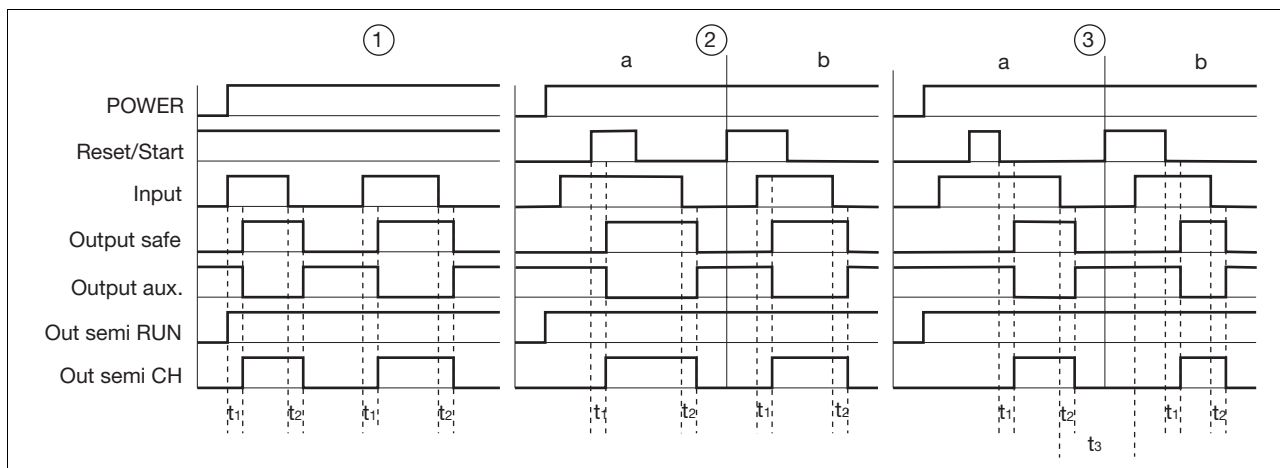 ① ② ③
a b a b
POWER
Reset/Start
Input
Output safe
Output aux.
Out semi RUN
Out semi CH
t1 t2 t1 t2 t1 t2 t1 t2 t1 t2 t1 t2
t3